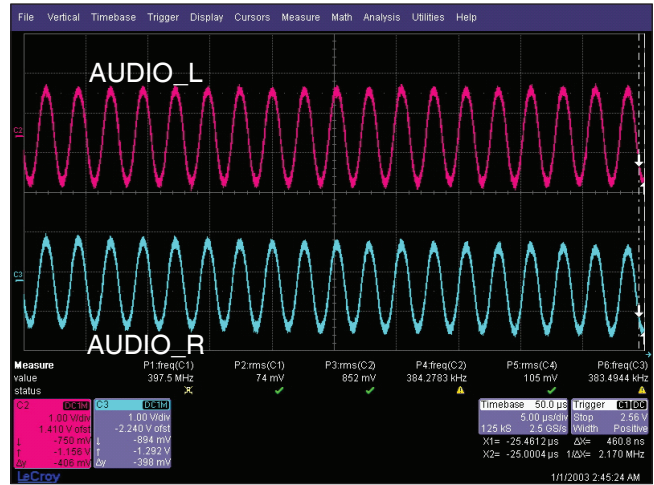 File Vertical Timebase Trigger Display Cursors Measure Math Analysis Utilities Help
AUDIO_L
C2
C3
AUDIO_R
Measure P1:freq(C1) P2:rms(C1) P3:rms(C2) P4:freq(C2) P5:rms(C4) P6:freq(C3)
value 397.5 MHz 74 mV 852 mV 384.2783 kHz 105 mV 383.4944 kHz
status
C2 DC1M
1.00 V/div
1.410 V ofst
↓ -750 mV
↑ -1.156 V
Δy -406 mV
C3 DC1M
1.00 V/div
-2.240 V ofst
↓ -894 mV
↑ -1.292 V
Δy -398 mV
Timebase 50.0 µs
5.00 µs/div
125 kS 2.5 GS/s
Trigger C1 DC
Stop 2.56 V
Width Positive
X1= -25.4612 µs ΔX= 460.8 ns
X2= -25.0004 µs 1/ΔX= 2.170 MHz
LeCroy
1/1/2003 2:45:24 AM